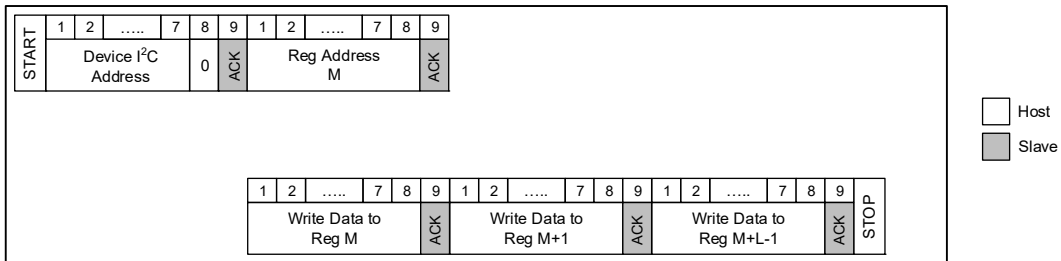 START
1 2 ..... 7 8 9 1 2 ..... 7 8 9
Device I²C
Address
0
ACK
Reg Address
M
ACK
Host
Slave
1 2 ..... 7 8 9 1 2 ..... 7 8 9 1 2 ..... 7 8 9
Write Data to
Reg M
ACK
Write Data to
Reg M+1
ACK
Write Data to
Reg M+L-1
ACK
STOP